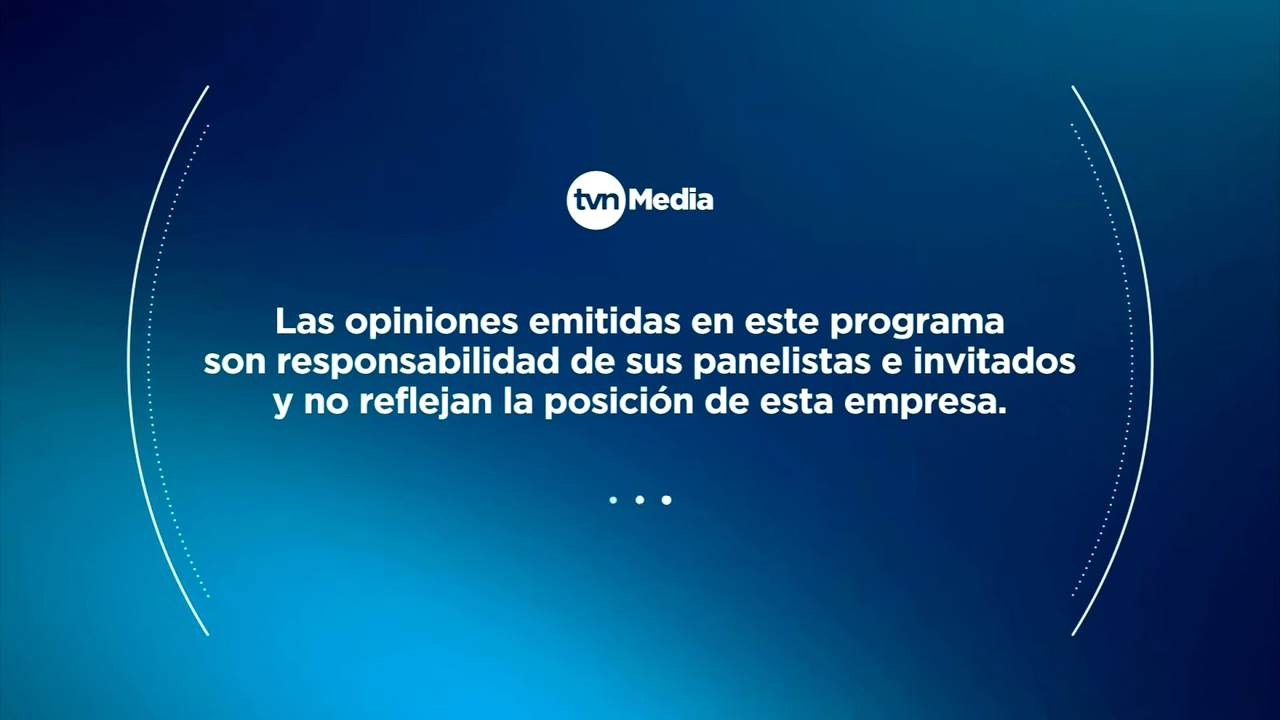 tvn Media
Las opiniones emitidas en este programa
son responsabilidad de sus panelistas e invitados
y no reflejan la posición de esta empresa.